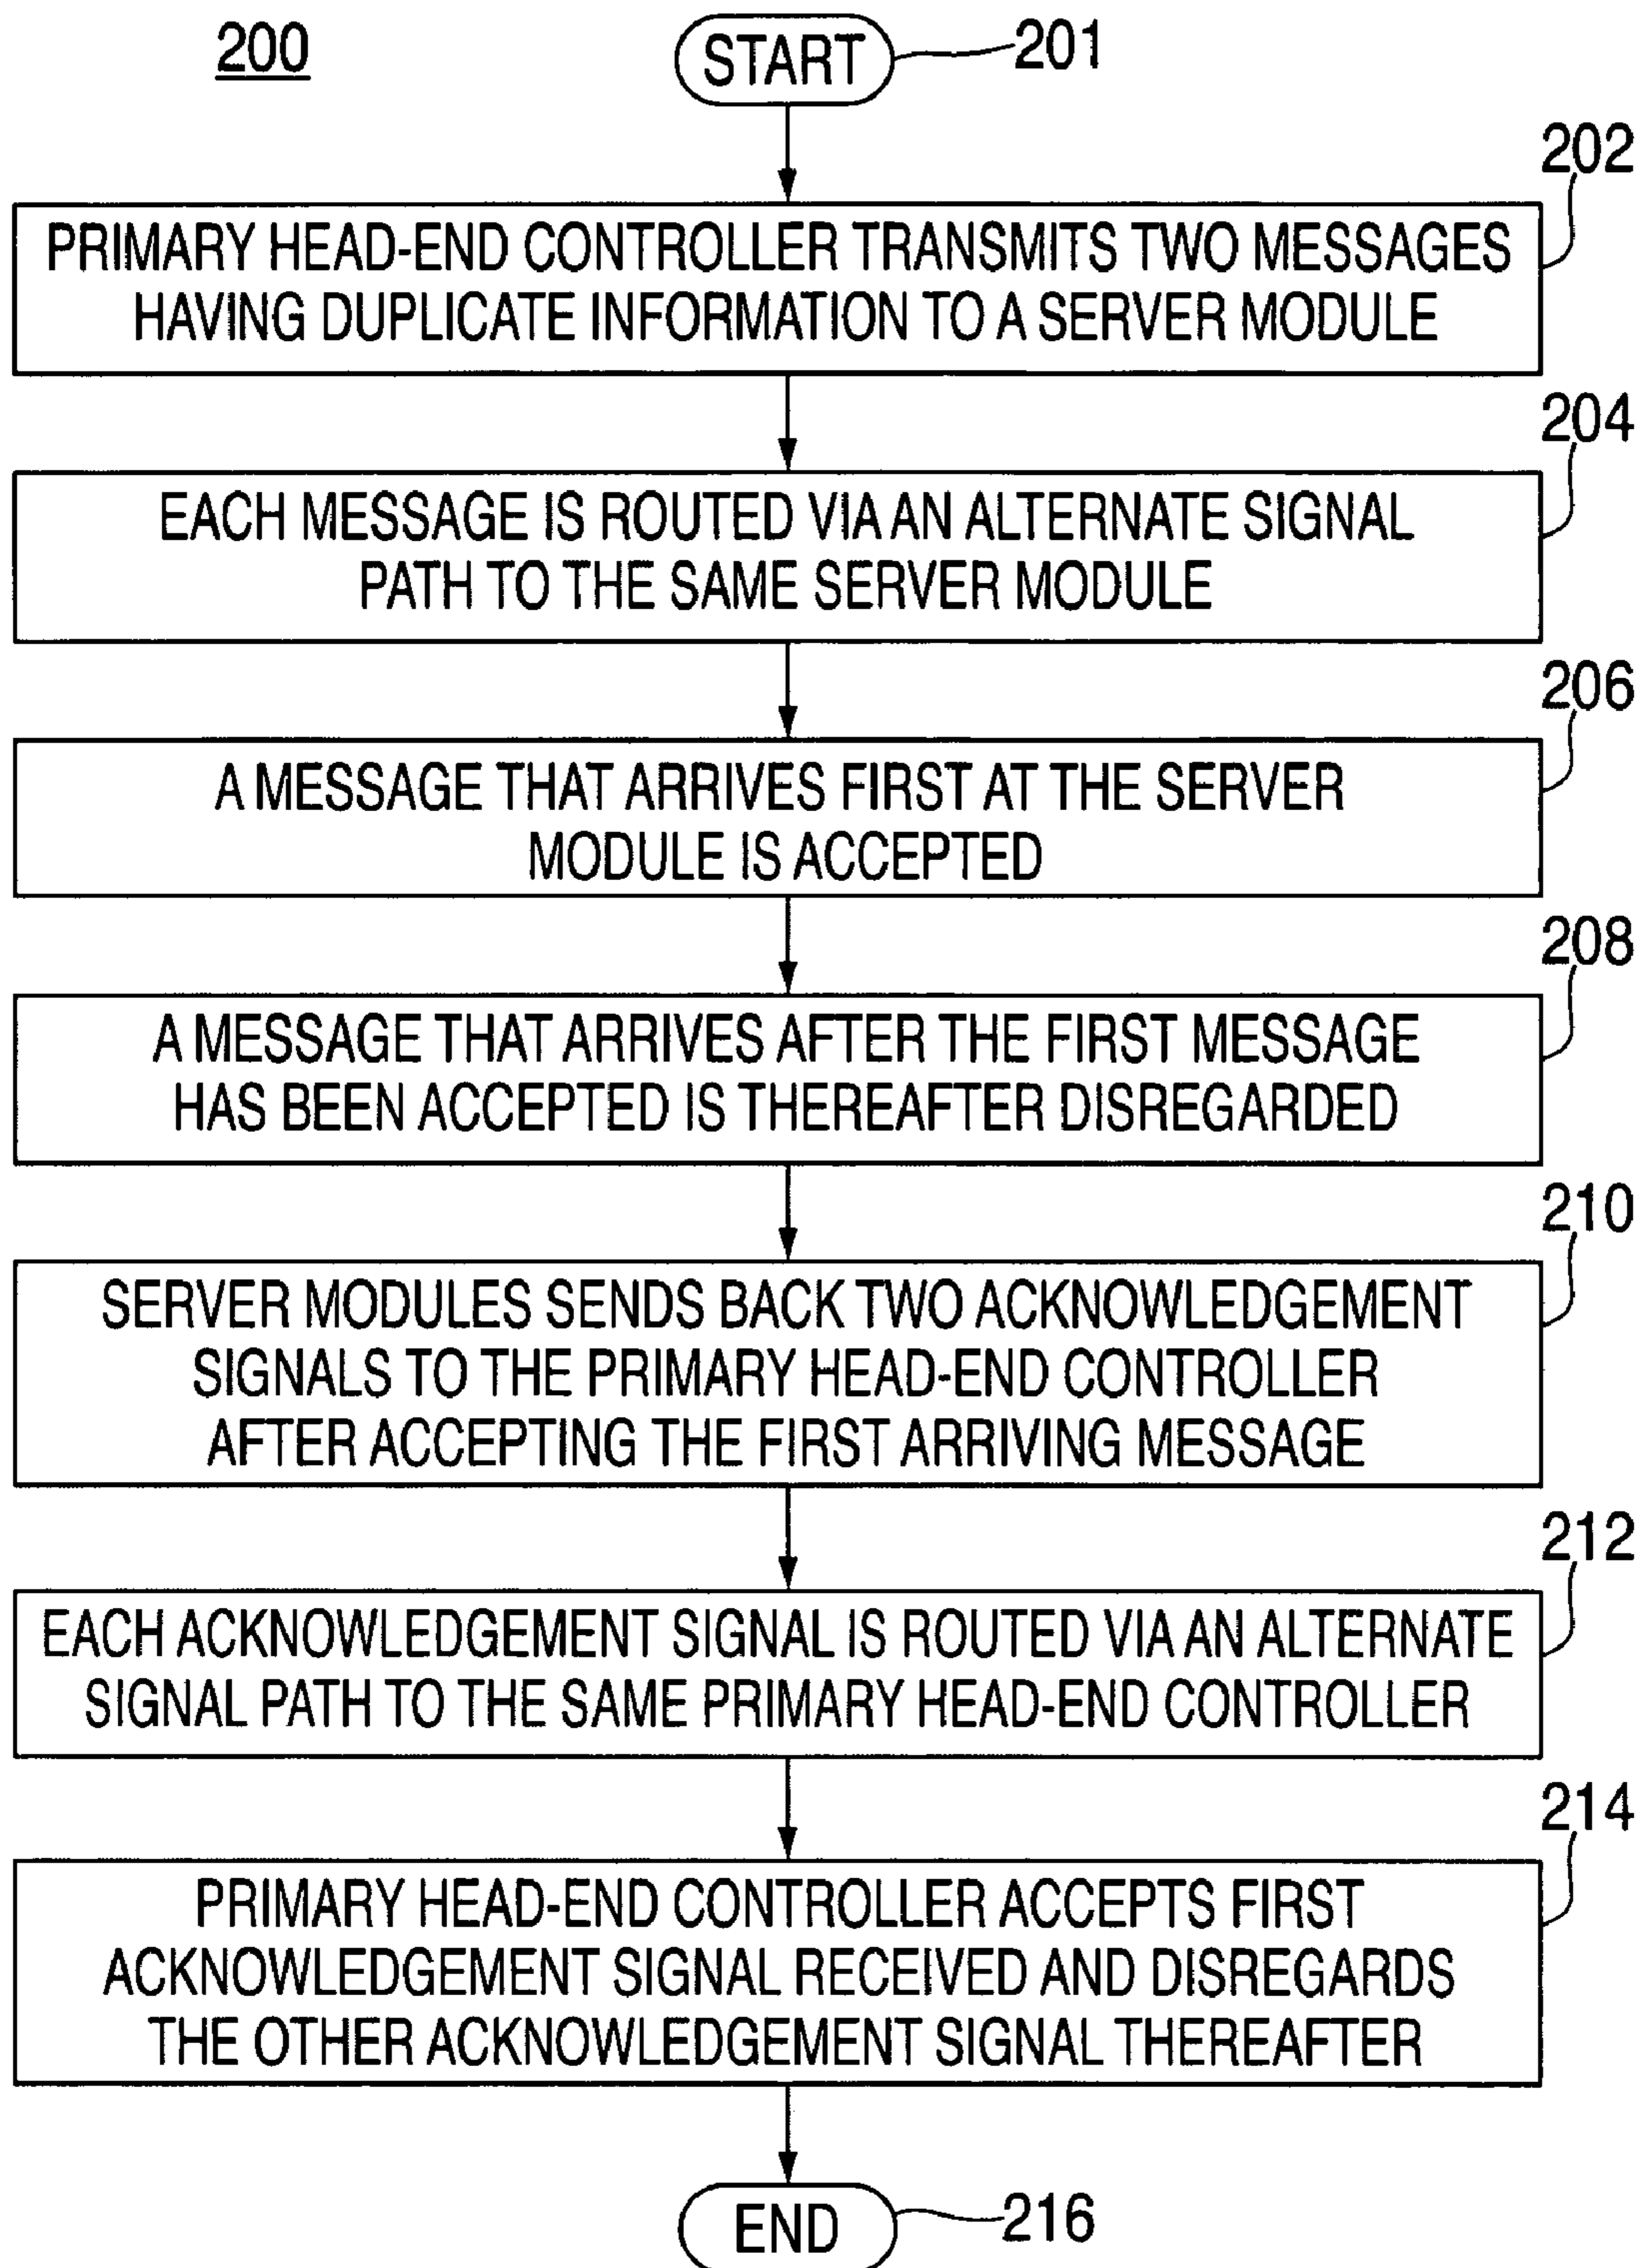 200
START
201
202
PRIMARY HEAD-END CONTROLLER TRANSMITS TWO MESSAGES
HAVING DUPLICATE INFORMATION TO A SERVER MODULE
204
EACH MESSAGE IS ROUTED VIA AN ALTERNATE SIGNAL
PATH TO THE SAME SERVER MODULE
206
A MESSAGE THAT ARRIVES FIRST AT THE SERVER
MODULE IS ACCEPTED
208
A MESSAGE THAT ARRIVES AFTER THE FIRST MESSAGE
HAS BEEN ACCEPTED IS THEREAFTER DISREGARDED
210
SERVER MODULES SENDS BACK TWO ACKNOWLEDGEMENT
SIGNALS TO THE PRIMARY HEAD-END CONTROLLER
AFTER ACCEPTING THE FIRST ARRIVING MESSAGE
212
EACH ACKNOWLEDGEMENT SIGNAL IS ROUTED VIA AN ALTERNATE
SIGNAL PATH TO THE SAME PRIMARY HEAD-END CONTROLLER
214
PRIMARY HEAD-END CONTROLLER ACCEPTS FIRST
ACKNOWLEDGEMENT SIGNAL RECEIVED AND DISREGARDS
THE OTHER ACKNOWLEDGEMENT SIGNAL THEREAFTER
END
216